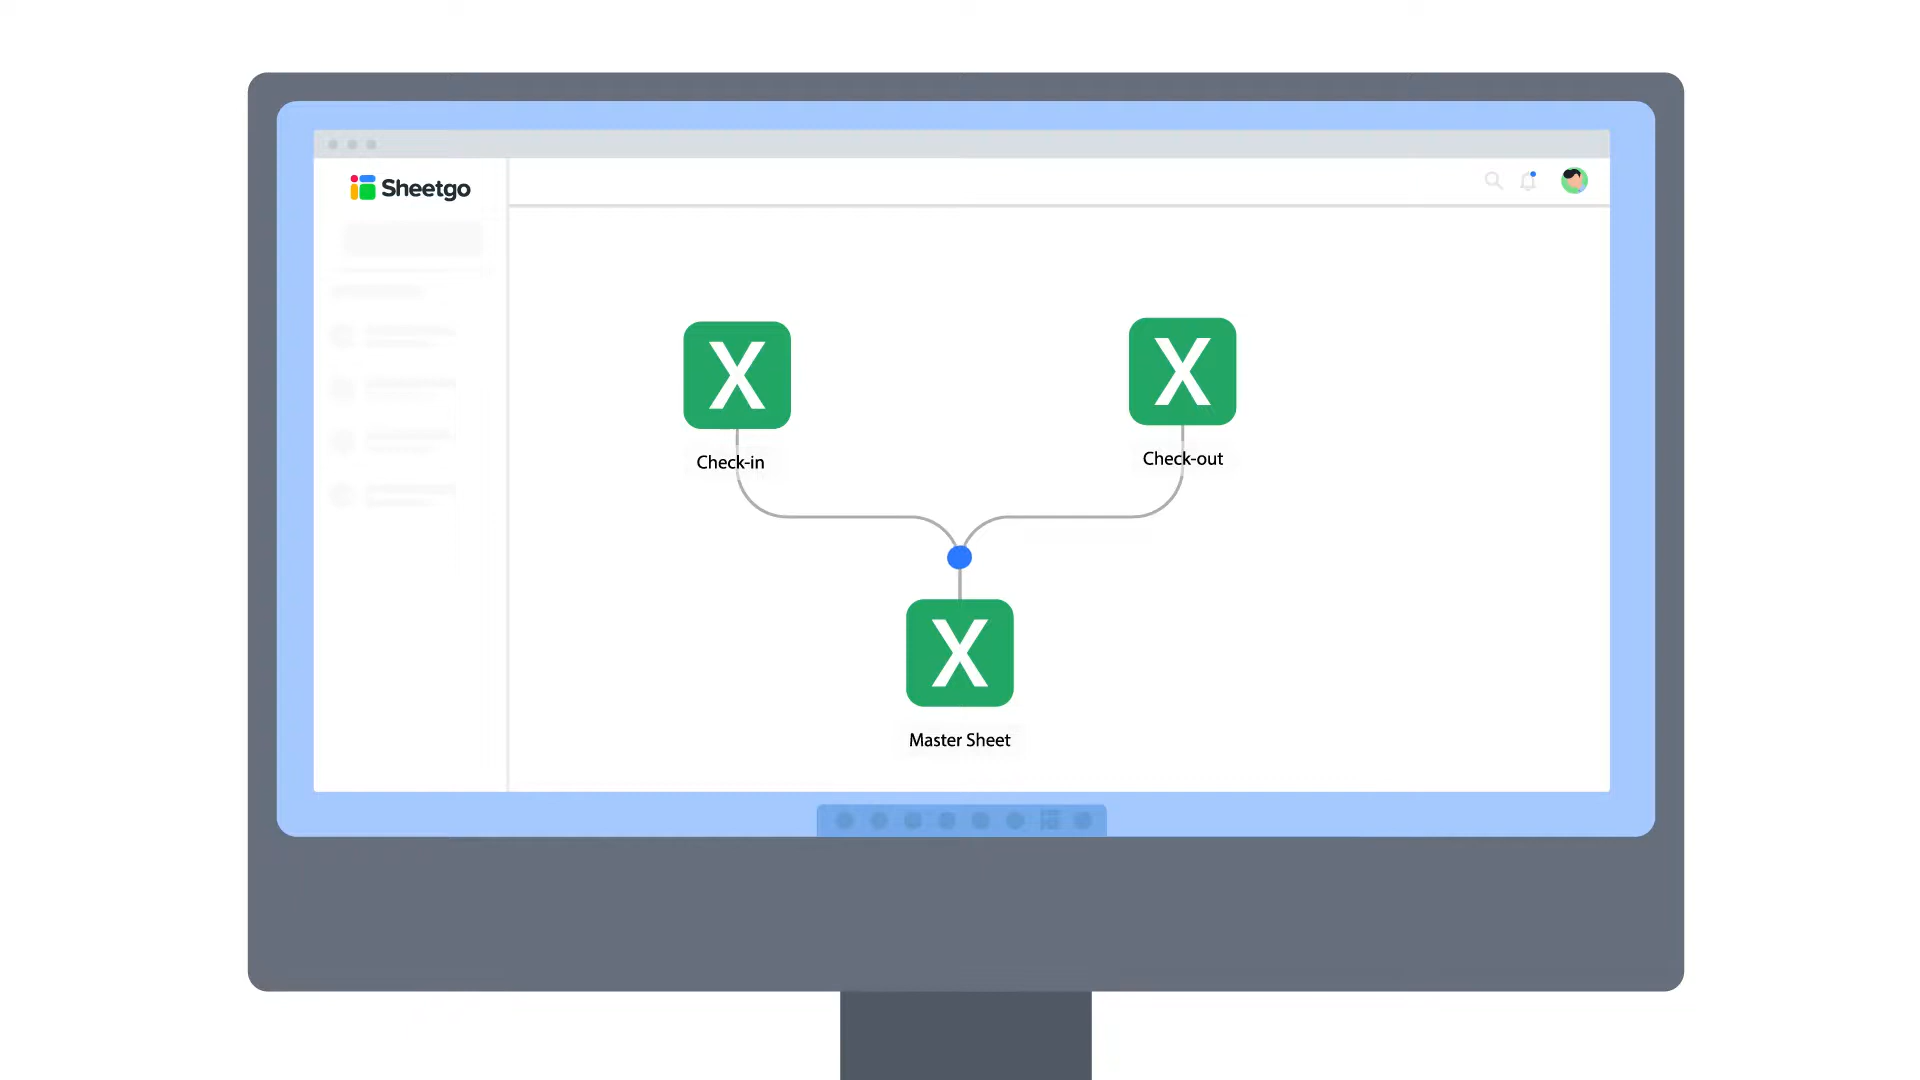 Sheetgo
X
X
Check-in
Check-out
X
Master Sheet